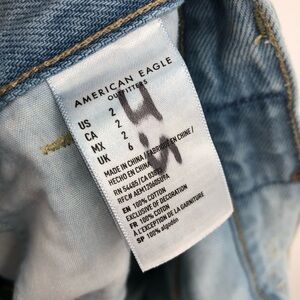 AMERICAN EAGLE
OUTFITTERS
US 2
CA 2
MX 2
UK 6
MADE IN CHINA / FABRIQUÉ EN CHINE /
HECHO EN CHINA
RN 54485 / CA
RFC#
EN 100% COTTON
EXCLUSIVE OF DECORATION
FR 100% COTON
À L'EXCEPTION DE LA GARNITURE
SP 100% algodón